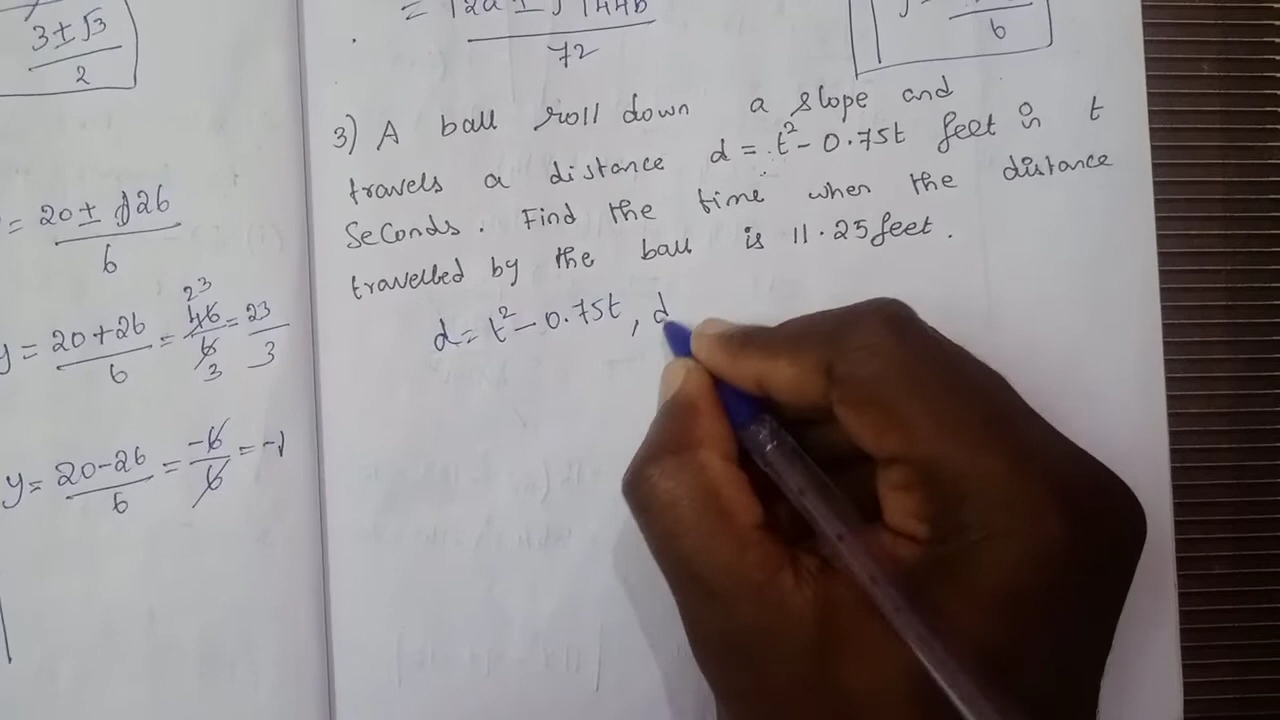 3 ± √3
2
= 20 ± √26
6
y = 20+26 = 46 = 23
6 6 3
23
3
y = 20-26 = -6 = -1
6 6
72
6
3) A ball roll down a slope and
travels a distance d = t² - 0.75t feet in t
Seconds. Find the time when the distance
travelled by the ball is 11.25 feet.
d = t² - 0.75t, d